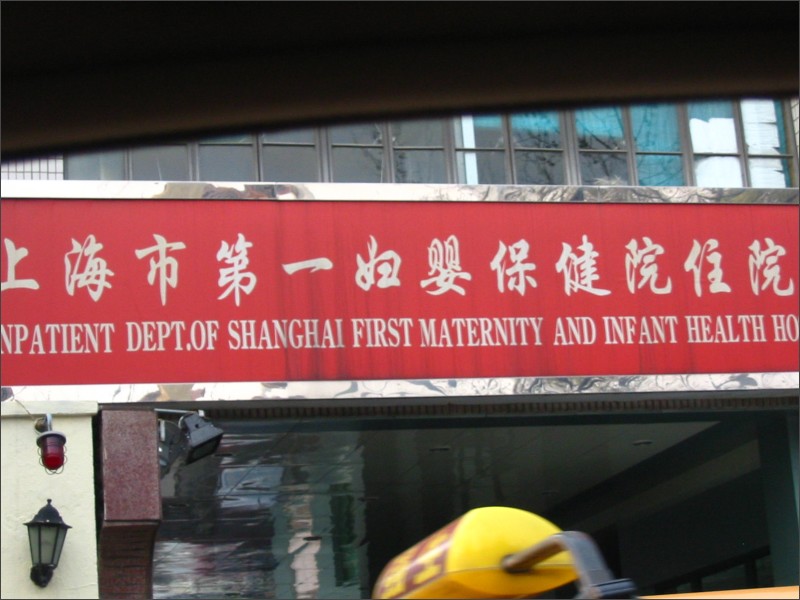 上海市第一妇婴保健院住院
NPATIENT DEPT.OF SHANGHAI FIRST MATERNITY AND INFANT HEALTH HO